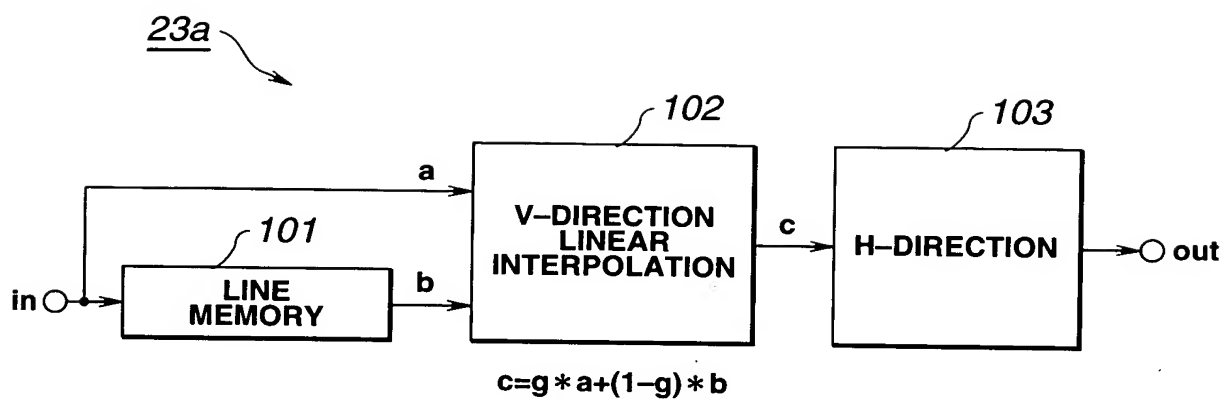 23a
102
103
a
V–DIRECTION
LINEAR
INTERPOLATION
c
H–DIRECTION
out
101
in
LINE
MEMORY
b
c=g*a+(1–g)*b